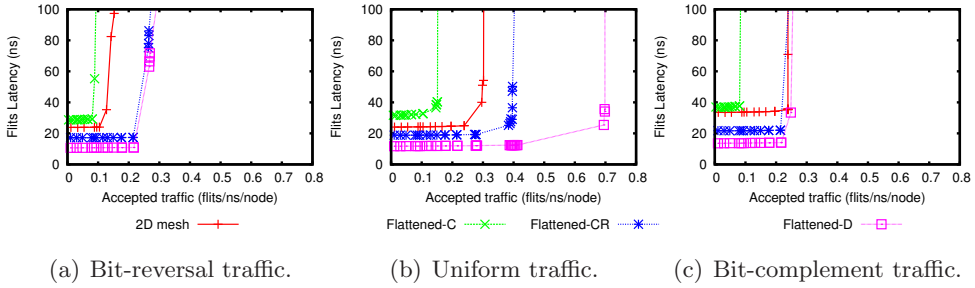 100
80
60
40
20
0
Flits Latency (ns)
0 0.1 0.2 0.3 0.4 0.5 0.6 0.7 0.8
Accepted traffic (flits/ns/node)
100
80
60
40
20
0
Flits Latency (ns)
0 0.1 0.2 0.3 0.4 0.5 0.6 0.7 0.8
Accepted traffic (flits/ns/node)
100
80
60
40
20
0
Flits Latency (ns)
0 0.1 0.2 0.3 0.4 0.5 0.6 0.7 0.8
Accepted traffic (flits/ns/node)
2D mesh Flattened-C Flattened-CR Flattened-D
(a) Bit-reversal traffic. (b) Uniform traffic. (c) Bit-complement traffic.